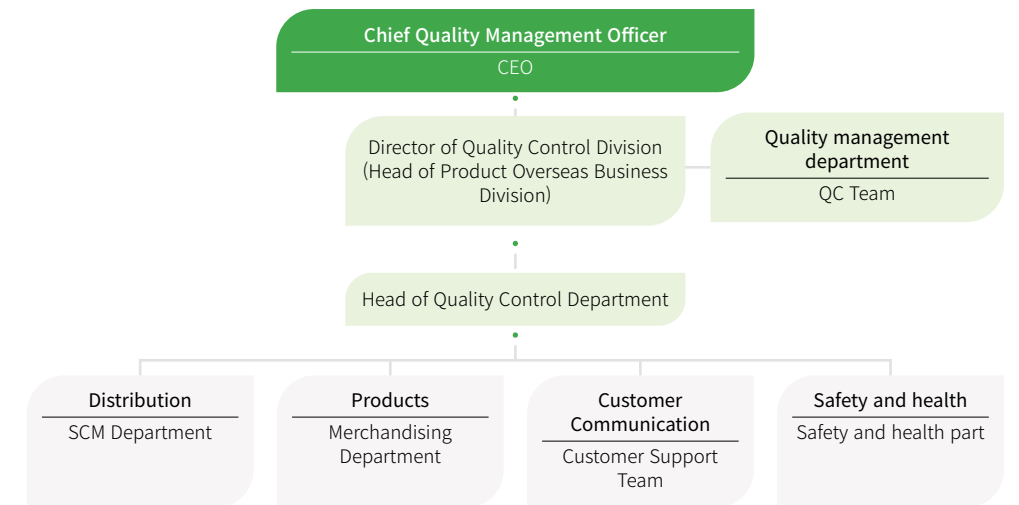 Chief Quality Management Officer
CEO
Director of Quality Control Division
(Head of Product Overseas Business
Division)
Quality management
department
QC Team
Head of Quality Control Department
Distribution
SCM Department
Products
Merchandising
Department
Customer
Communication
Customer Support
Team
Safety and health
Safety and health part